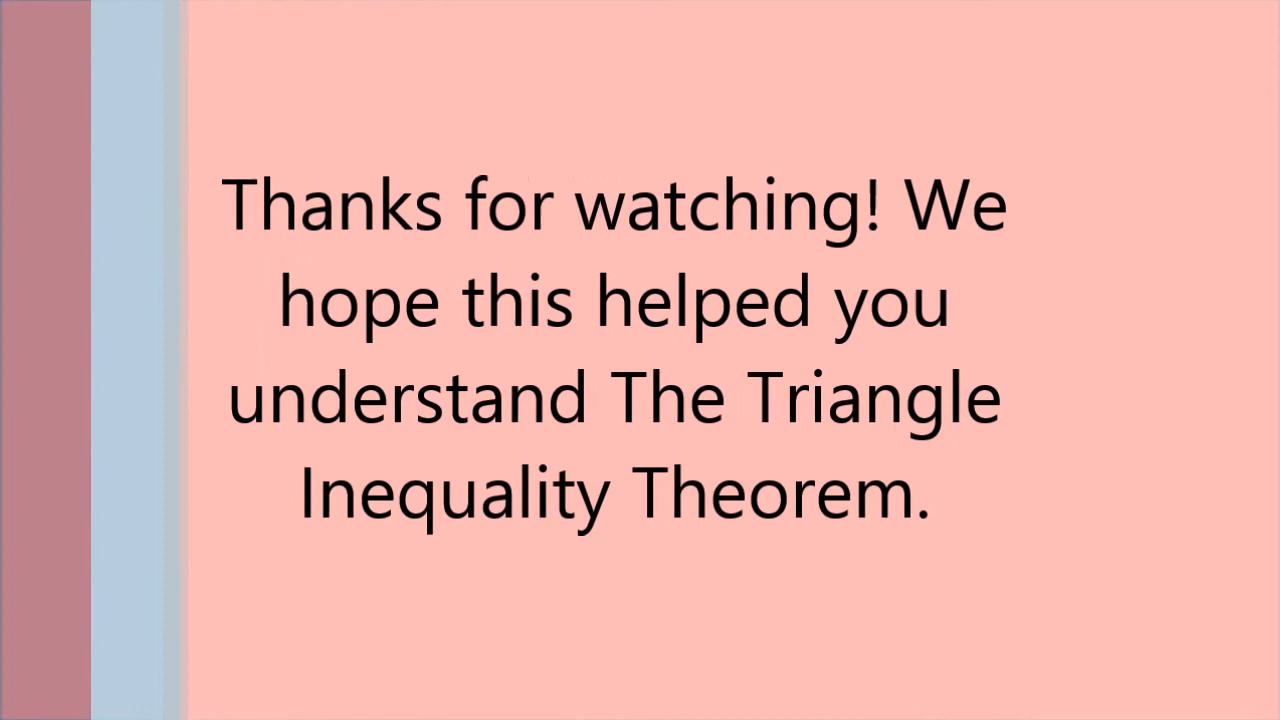 Thanks for watching! We
hope this helped you
understand The Triangle
Inequality Theorem.